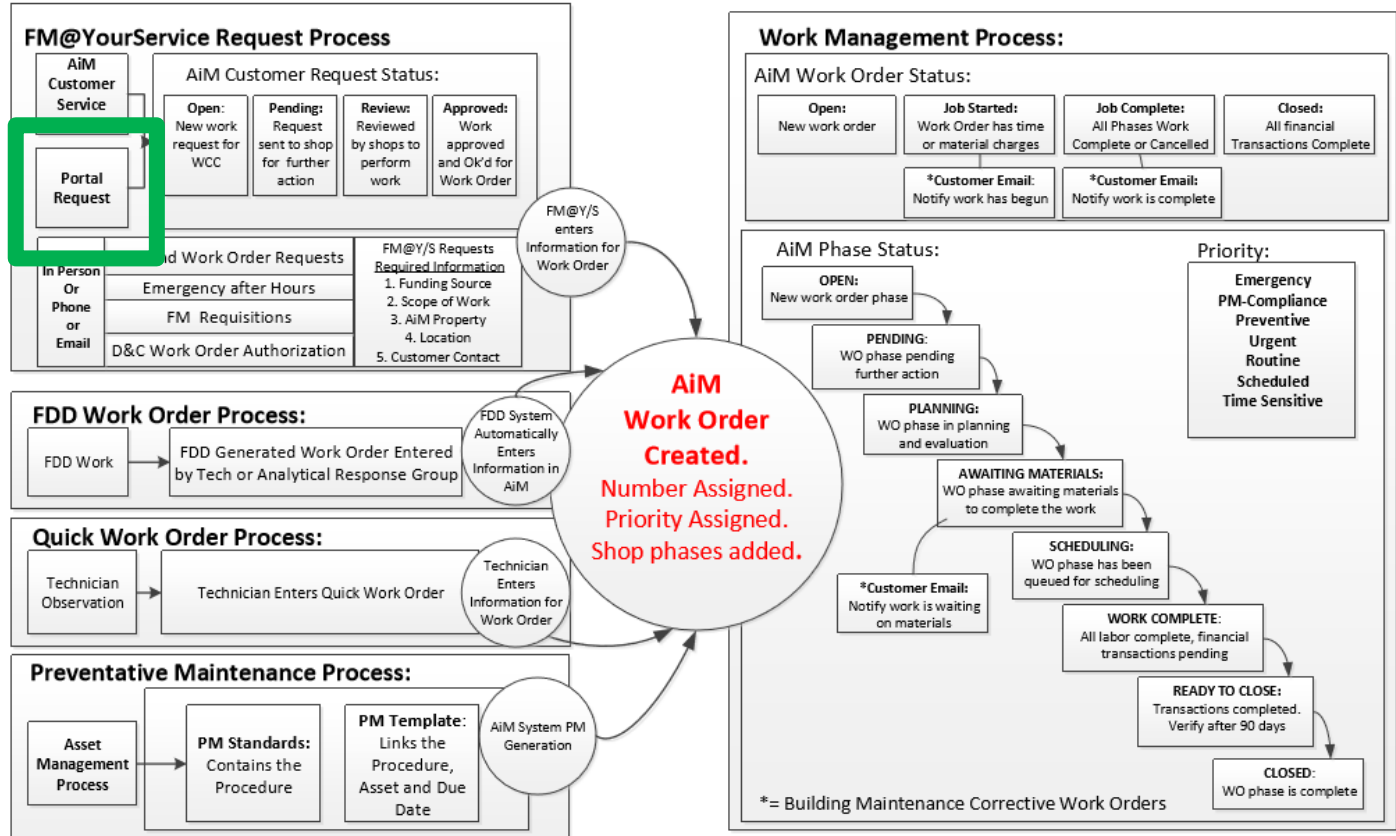 FM@YourService Request Process
AiM
Customer
Service
Portal
Request
AiM Customer Request Status:
Open:
New work
request for
WCC
Pending:
Request
sent to shop
for further
action
Review:
Reviewed
by shops to
perform
work
Approved:
Work
approved
and Ok'd for
Work Order
FM@Y/S
enters
Information for
Work Order
In Person
Or
Phone
or
Email
Work Order Requests
Emergency after Hours
FM Requisitions
D&C Work Order Authorization
FM@Y/S Requests
Required Information
1. Funding Source
2. Scope of Work
3. AiM Property
4. Location
5. Customer Contact
FDD Work Order Process:
FDD Work
FDD Generated Work Order Entered
by Tech or Analytical Response Group
FDD System
Automatically
Enters
Information in
AiM
Quick Work Order Process:
Technician
Observation
Technician Enters Quick Work Order
Technician
Enters
Information for
Work Order
Preventative Maintenance Process:
Asset
Management
Process
PM Standards:
Contains the
Procedure
PM Template:
Links the
Procedure,
Asset and Due
Date
AiM System PM
Generation
AiM
Work Order
Created.
Number Assigned.
Priority Assigned.
Shop phases added.
Work Management Process:
AiM Work Order Status:
Open:
New work order
Job Started:
Work Order has time
or material charges
Job Complete:
All Phases Work
Complete or Cancelled
Closed:
All financial
Transactions Complete
*Customer Email:
Notify work has begun
*Customer Email:
Notify work is complete
AiM Phase Status:
OPEN:
New work order phase
PENDING:
WO phase pending
further action
PLANNING:
WO phase in planning
and evaluation
AWAITING MATERIALS:
WO phase awaiting materials
to complete the work
*Customer Email:
Notify work is waiting
on materials
SCHEDULING:
WO phase has been
queued for scheduling
WORK COMPLETE:
All labor complete, financial
transactions pending
READY TO CLOSE:
Transactions completed.
Verify after 90 days
CLOSED:
WO phase is complete
Priority:
Emergency
PM-Compliance
Preventive
Urgent
Routine
Scheduled
Time Sensitive
*= Building Maintenance Corrective Work Orders